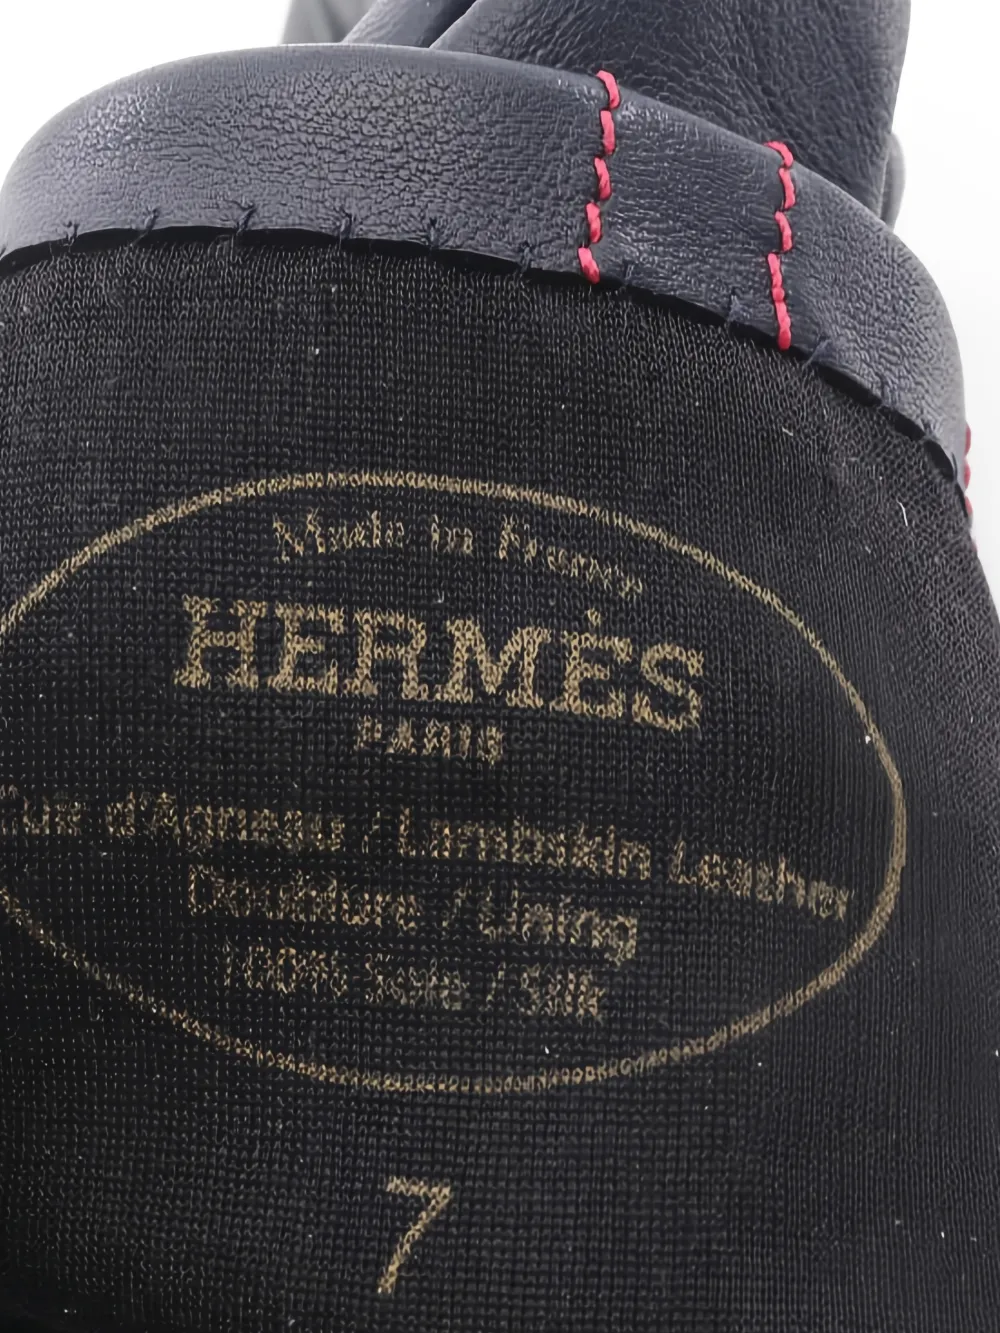 Made in France
HERMÈS
PARIS
Cuir d'Agneau / Lambskin Leather
Doublure / Lining
100% Soie / Silk
7